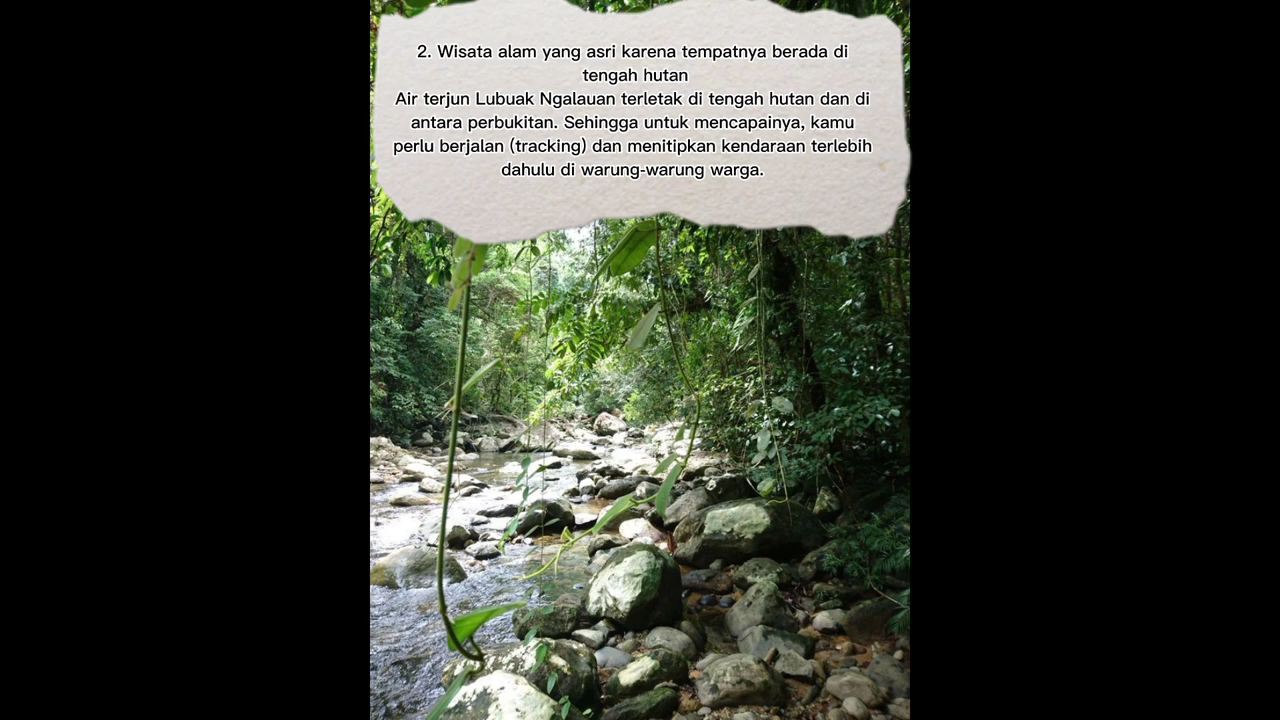 2. Wisata alam yang asri karena tempatnya berada di
tengah hutan
Air terjun Lubuak Ngalauan terletak di tengah hutan dan di
antara perbukitan. Sehingga untuk mencapainya, kamu
perlu berjalan (tracking) dan menitipkan kendaraan terlebih
dahulu di warung-warung warga.